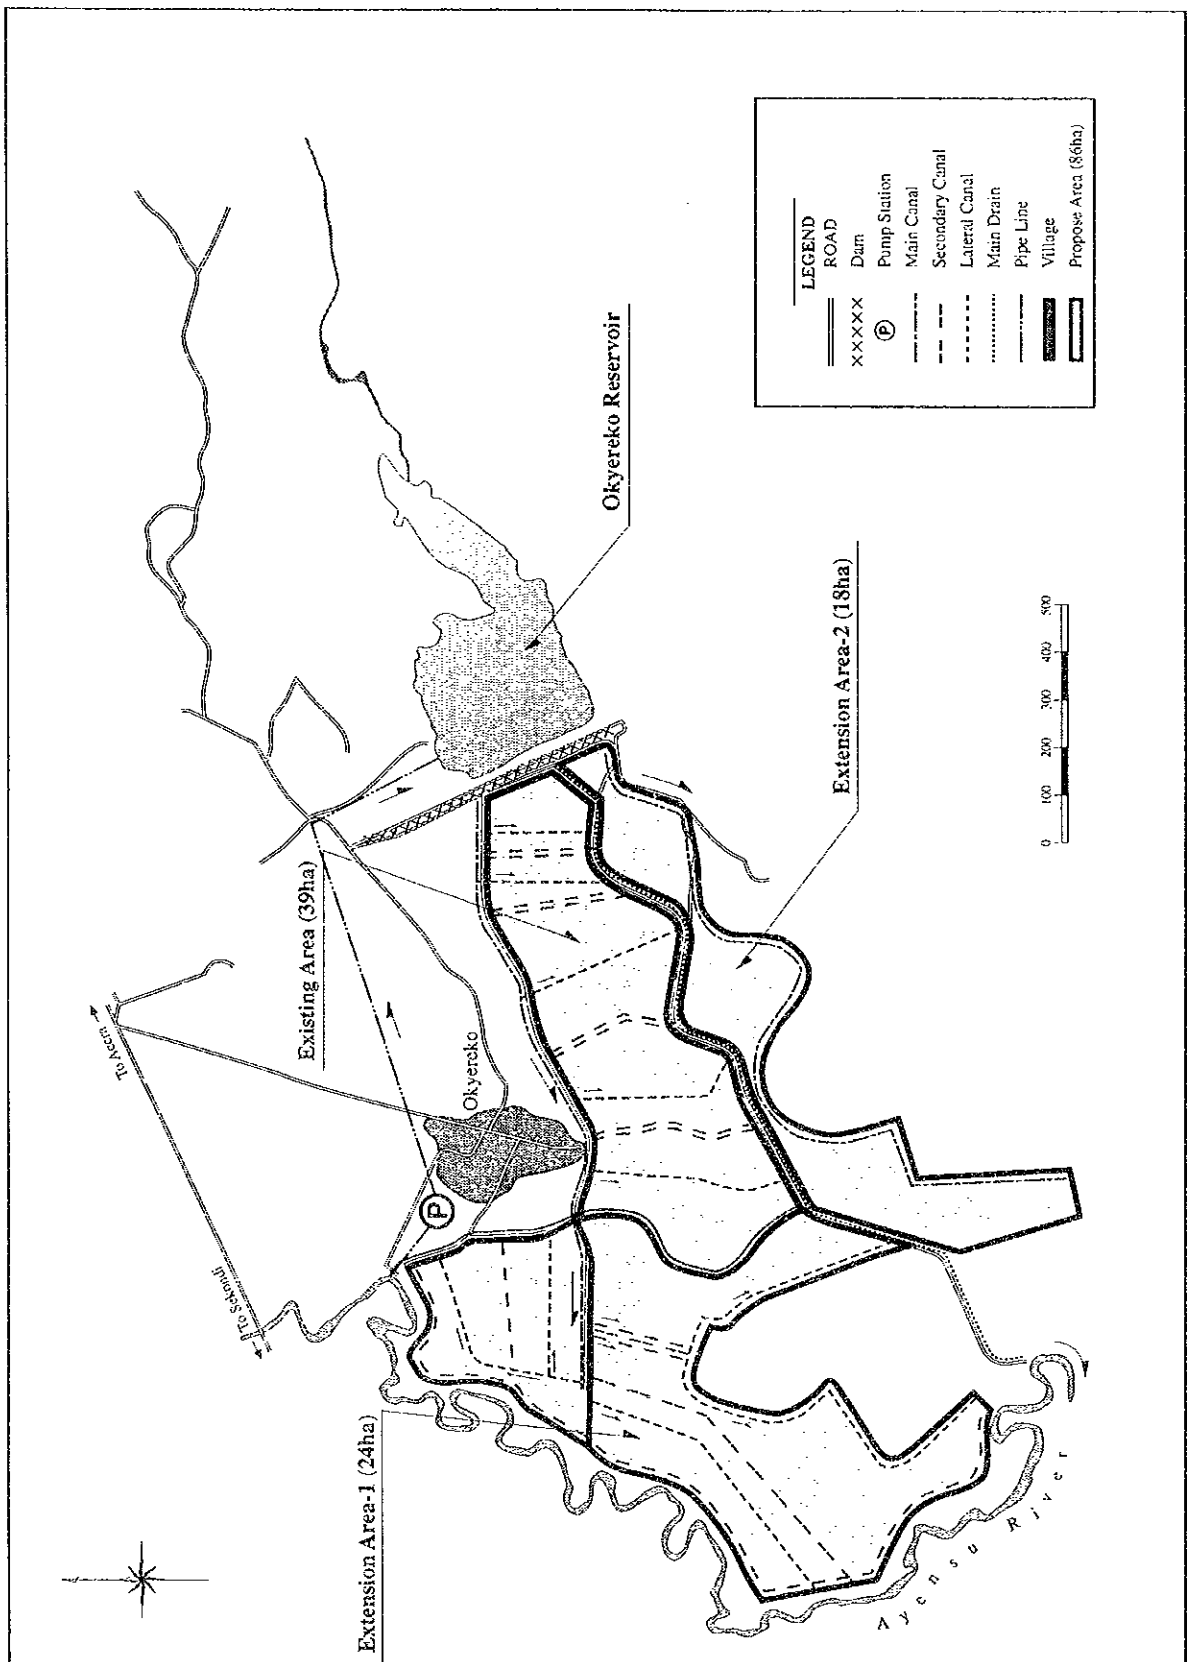 To Accra
To Sekondi
Existing Area (39ha)
Okyereko
P
Extension Area-1 (24ha)
Okyereko Reservoir
Extension Area-2 (18ha)
Ayensu River
0 100 200 300 400 500
LEGEND
ROAD
Dam
P Pump Station
Main Canal
Secondary Canal
Lateral Canal
Main Drain
Pipe Line
Village
Propose Area (86ha)